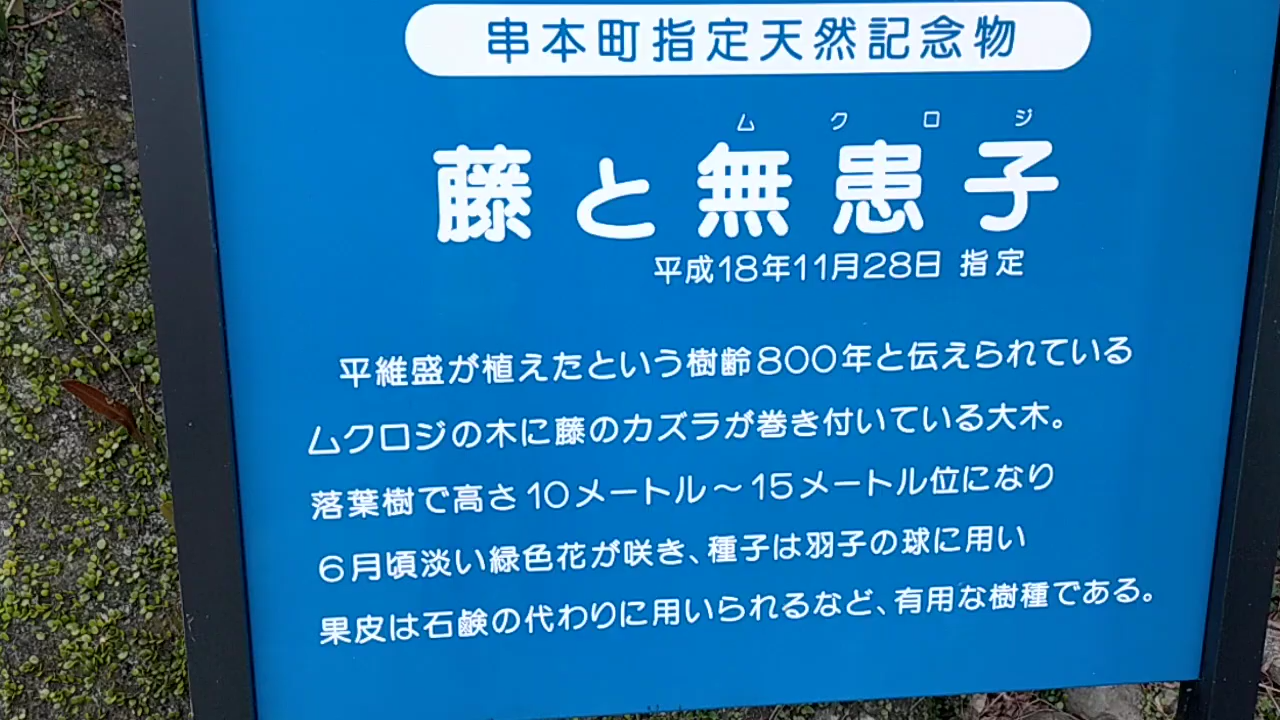 串本町指定天然記念物
ムクロジ
藤と無患子
平成18年11月28日 指定
平維盛が植えたという樹齢800年と伝えられている
ムクロジの木に藤のカズラが巻き付いている大木。
落葉樹で高さ10メートル〜15メートル位になり
6月頃淡い緑色花が咲き、種子は羽子の球に用い
果皮は石鹸の代わりに用いられるなど、有用な樹種である。